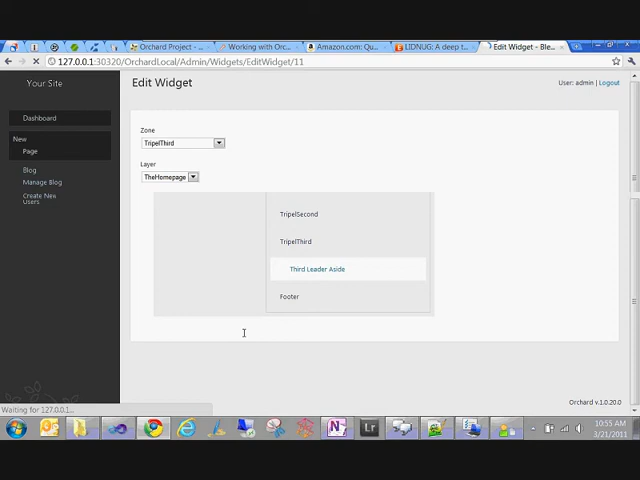 Orchard Project - ...
Working with Orc...
Amazon.com: Qu...
LIDNUG: A deep t...
Edit Widget - Ble...
127.0.0.1:30320/OrchardLocal/Admin/Widgets/EditWidget/11
Your Site
Edit Widget
User: admin | Logout
Dashboard
New
Page
Blog
Manage Blog
Create New
Users
Zone
TripelThird
Layer
TheHomepage
TripelSecond
TripelThird
Third Leader Aside
Footer
Orchard v.1.0.20.0
Waiting for 127.0.0.1...
Lr
10:55 AM
3/21/2011